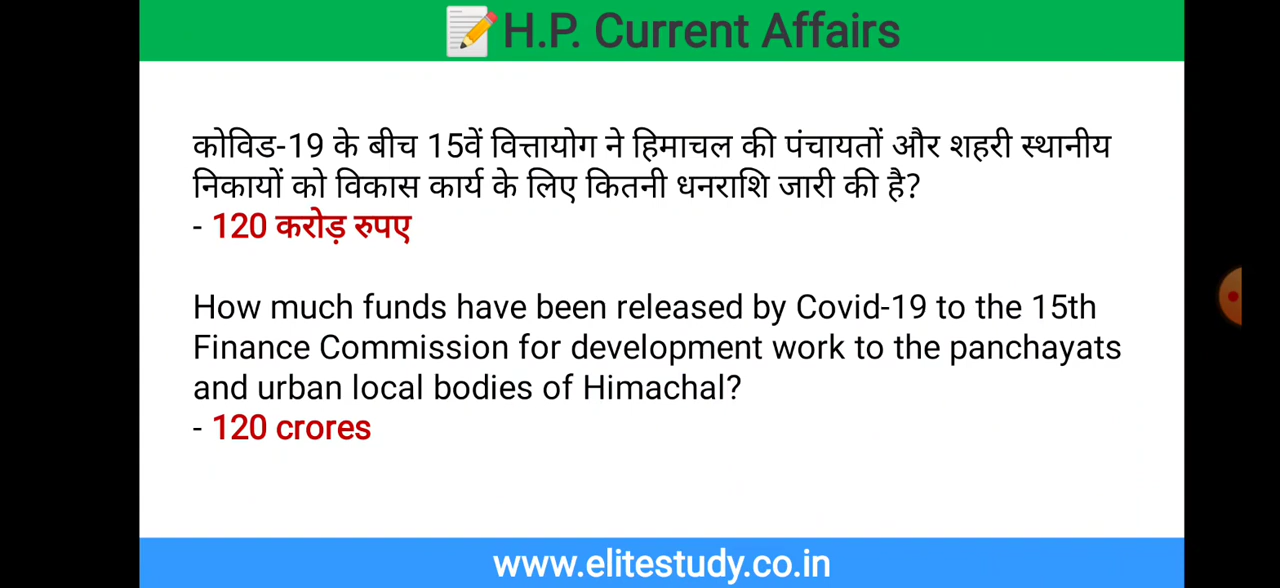 H.P. Current Affairs
कोविड-19 के बीच 15वें वित्तायोग ने हिमाचल की पंचायतों और शहरी स्थानीय
निकायों को विकास कार्य के लिए कितनी धनराशि जारी की है?
- 120 करोड़ रुपए
How much funds have been released by Covid-19 to the 15th
Finance Commission for development work to the panchayats
and urban local bodies of Himachal?
- 120 crores
www.elitestudy.co.in